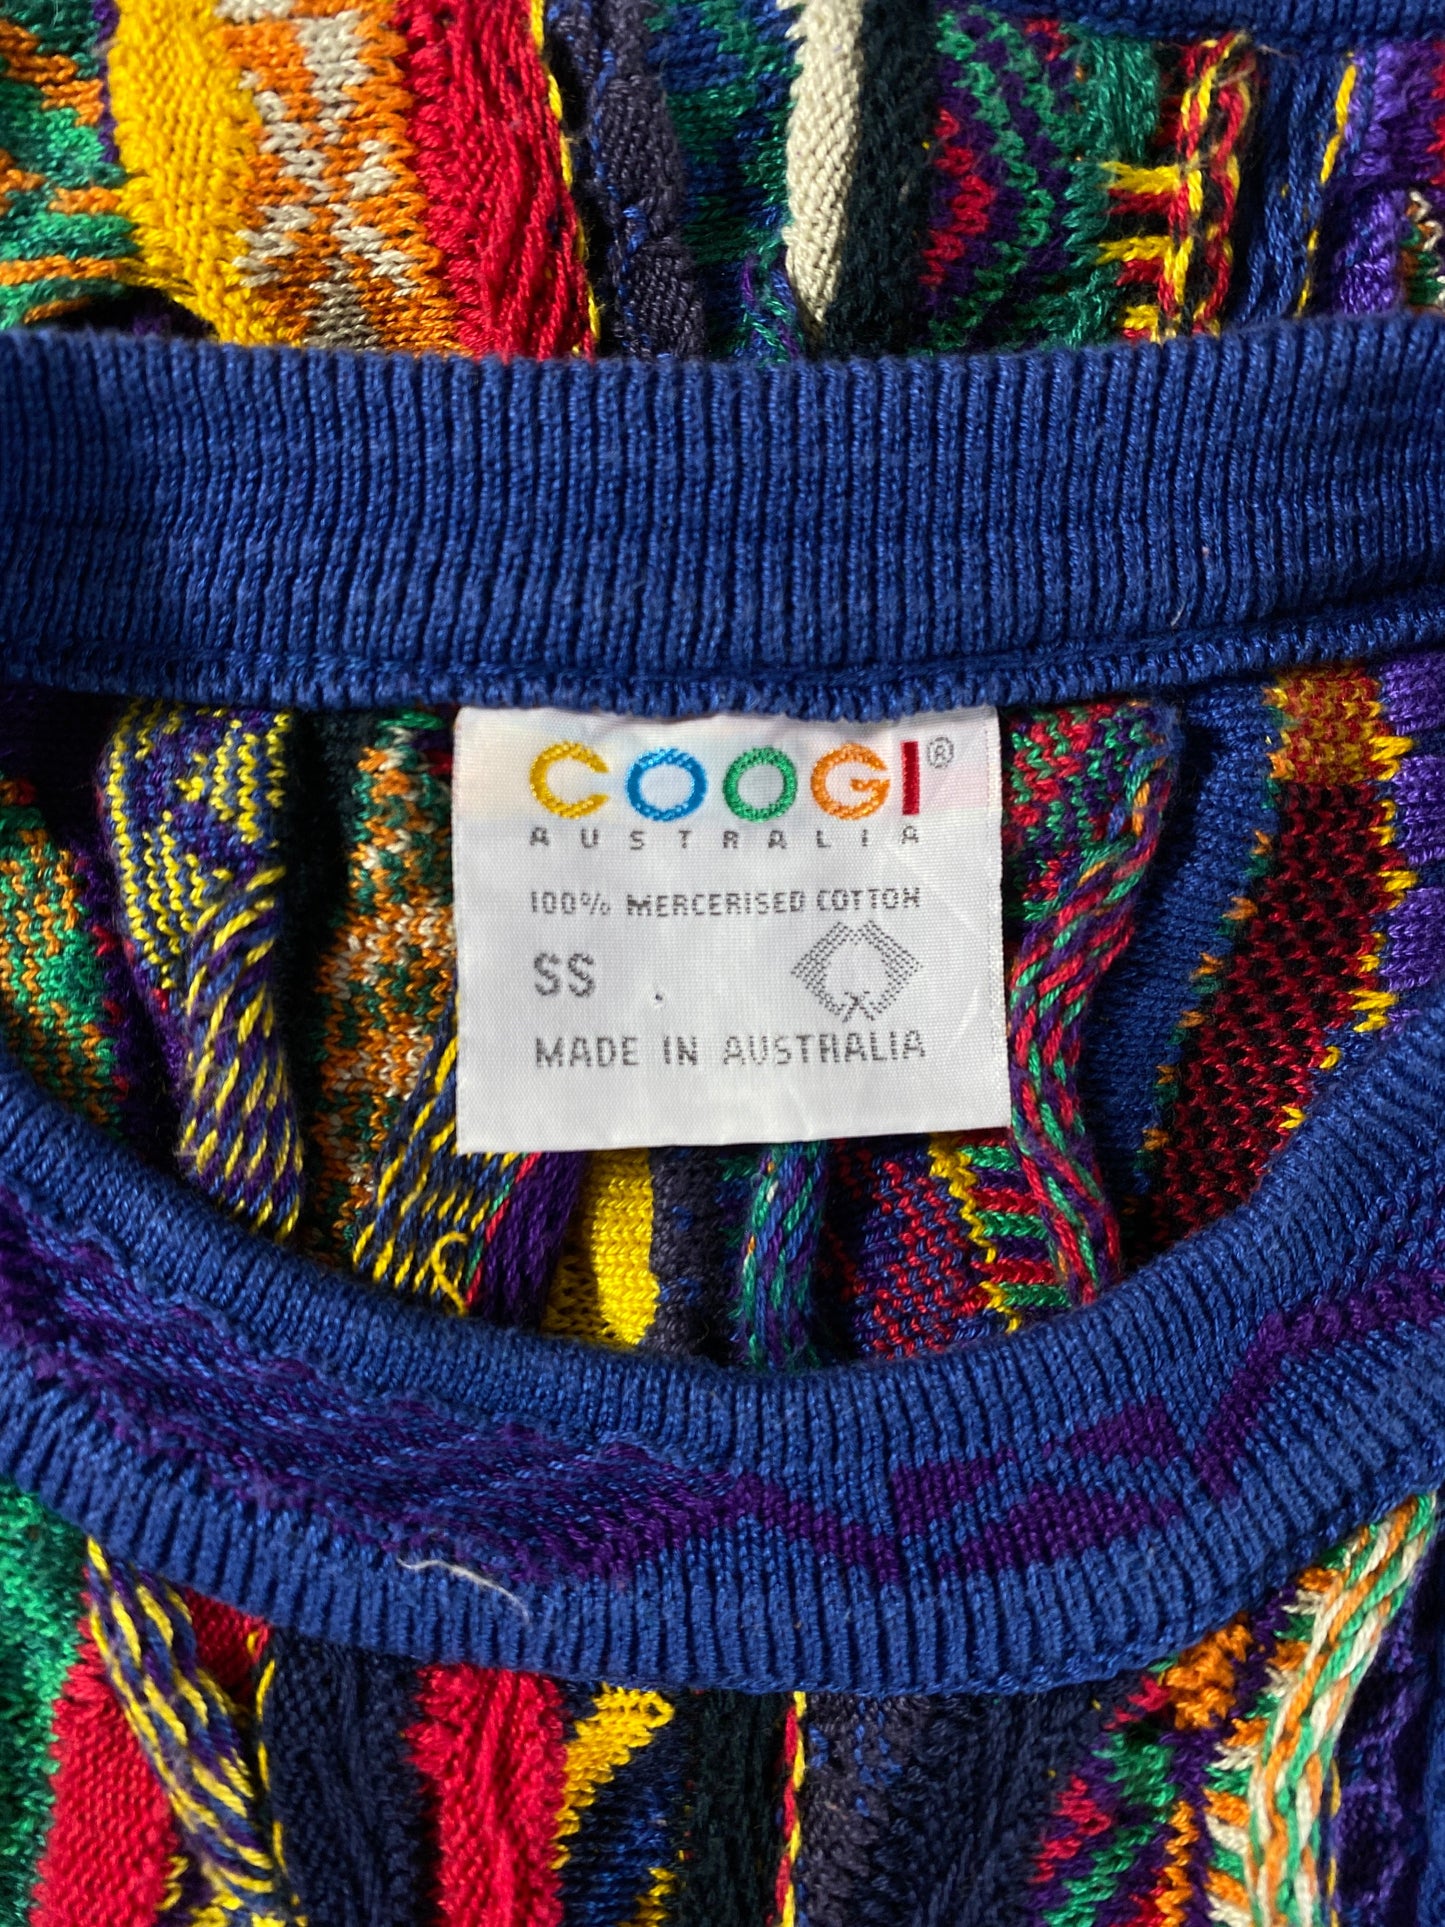 COOGI®
AUSTRALIA
100% MERCERISED COTTON
SS
MADE IN AUSTRALIA